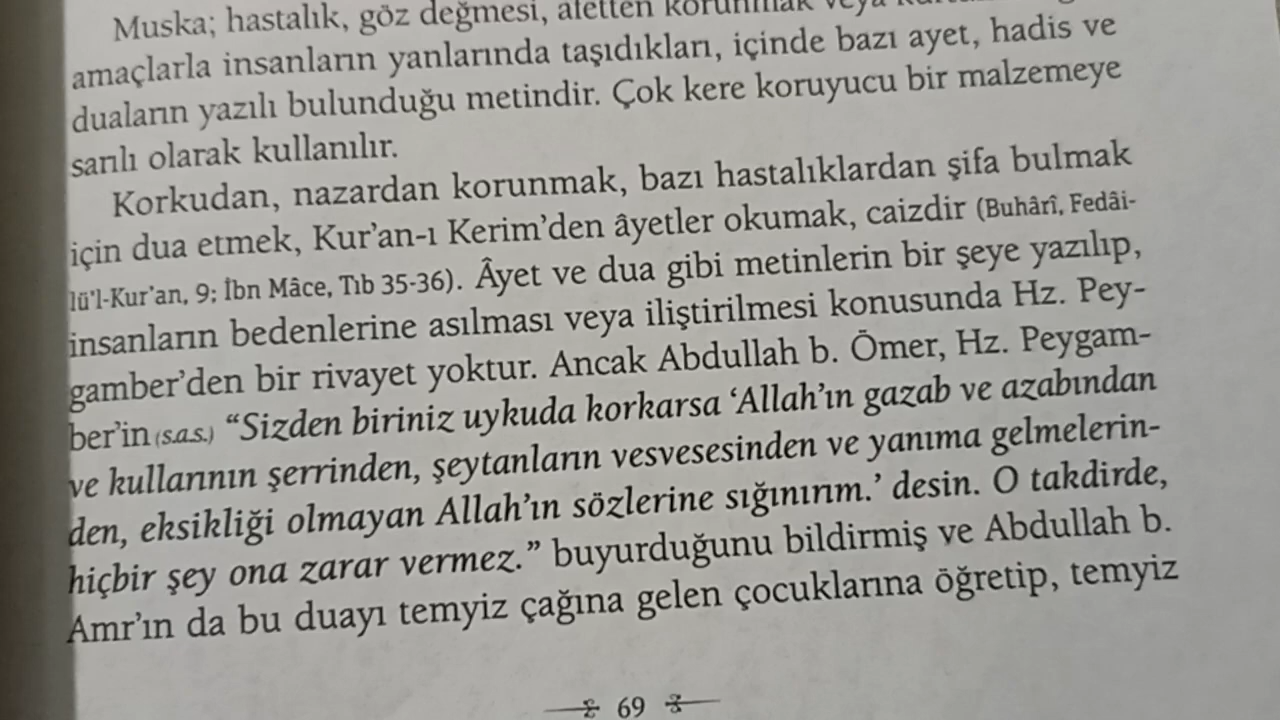 Muska; hastalık, göz değmesi, afetten korunmak veya
amaçlarla insanların yanlarında taşıdıkları, içinde bazı ayet, hadis ve
duaların yazılı bulunduğu metindir. Çok kere koruyucu bir malzemeye
sarılı olarak kullanılır.
Korkudan, nazardan korunmak, bazı hastalıklardan şifa bulmak
için dua etmek, Kur'an-ı Kerim'den âyetler okumak, caizdir (Buhârî, Fedâi-
lü'l-Kur'an, 9; İbn Mâce, Tıb 35-36). Âyet ve dua gibi metinlerin bir şeye yazılıp,
insanların bedenlerine asılması veya iliştirilmesi konusunda Hz. Pey-
gamber'den bir rivayet yoktur. Ancak Abdullah b. Ömer, Hz. Peygam-
ber'in (s.a.s.) “Sizden biriniz uykuda korkarsa ‘Allah'ın gazab ve azabından
ve kullarının şerrinden, şeytanların vesvesesinden ve yanıma gelmelerin-
den, eksikliği olmayan Allah'ın sözlerine sığınırım.’ desin. O takdirde,
hiçbir şey ona zarar vermez.” buyurduğunu bildirmiş ve Abdullah b.
Amr'ın da bu duayı temyiz çağına gelen çocuklarına öğretip, temyiz
69